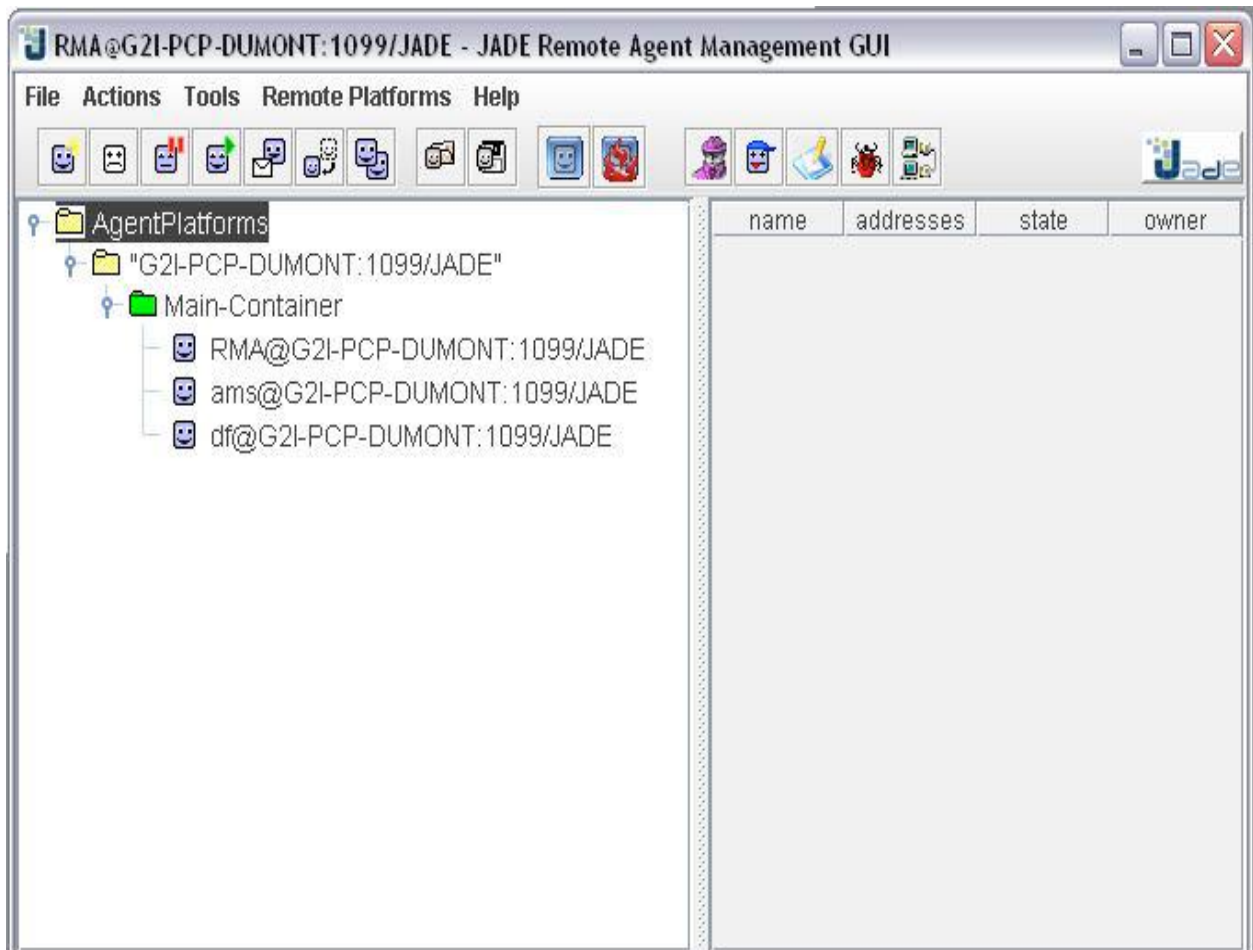 RMA@G2I-PCP-DUMONT:1099/JADE - JADE Remote Agent Management GUI
File Actions Tools Remote Platforms Help
Jade
AgentPlatforms
name addresses state owner
"G2I-PCP-DUMONT:1099/JADE"
Main-Container
RMA@G2I-PCP-DUMONT:1099/JADE
ams@G2I-PCP-DUMONT:1099/JADE
df@G2I-PCP-DUMONT:1099/JADE